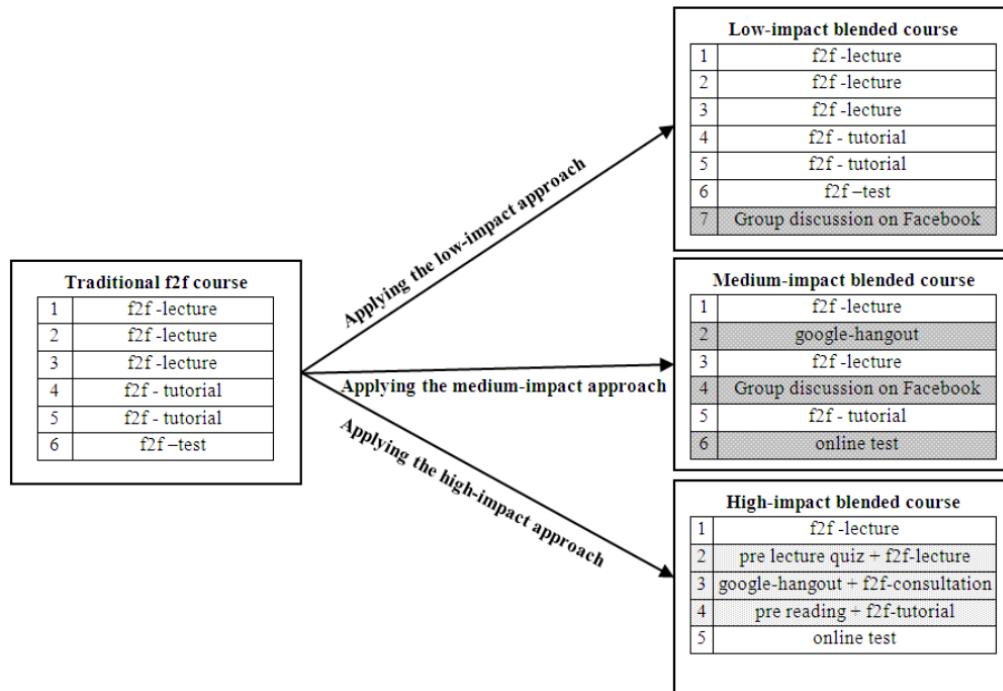 Traditional f2f course
1 f2f -lecture
2 f2f -lecture
3 f2f -lecture
4 f2f - tutorial
5 f2f - tutorial
6 f2f –test
Applying the low-impact approach
Applying the medium-impact approach
Applying the high-impact approach
Low-impact blended course
1 f2f -lecture
2 f2f -lecture
3 f2f -lecture
4 f2f - tutorial
5 f2f - tutorial
6 f2f –test
7 Group discussion on Facebook
Medium-impact blended course
1 f2f -lecture
2 google-hangout
3 f2f -lecture
4 Group discussion on Facebook
5 f2f - tutorial
6 online test
High-impact blended course
1 f2f -lecture
2 pre lecture quiz + f2f-lecture
3 google-hangout + f2f-consultation
4 pre reading + f2f-tutorial
5 online test